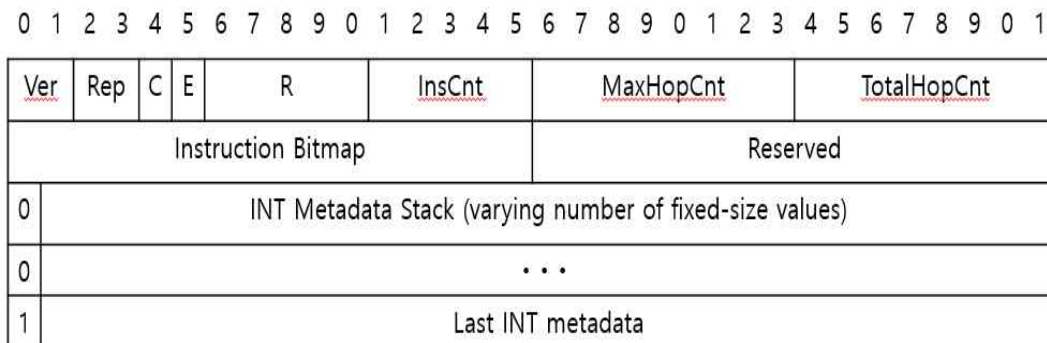 0 1 2 3 4 5 6 7 8 9 0 1 2 3 4 5 6 7 8 9 0 1 2 3 4 5 6 7 8 9 0 1
Ver Rep C E R InsCnt MaxHopCnt TotalHopCnt
Instruction Bitmap Reserved
0 INT Metadata Stack (varying number of fixed-size values)
0 • • •
1 Last INT metadata